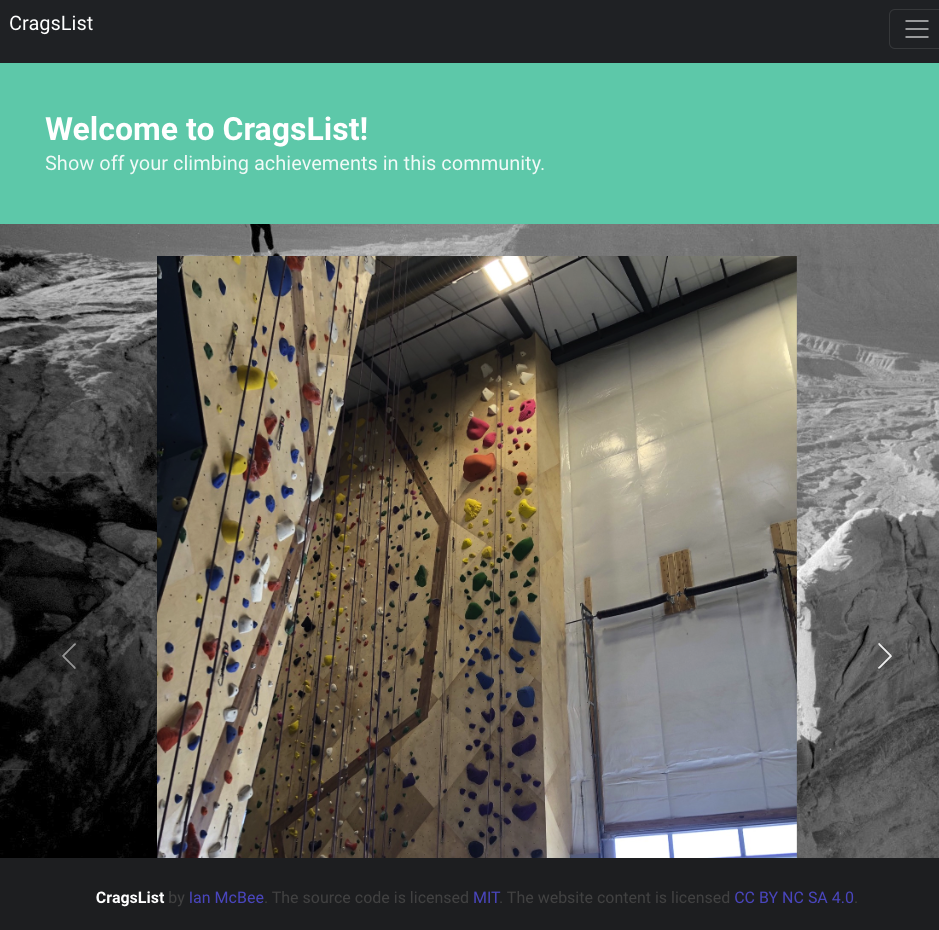 CragsList
Welcome to CragsList!
Show off your climbing achievements in this community.
CragsList by Ian McBee. The source code is licensed MIT. The website content is licensed CC BY NC SA 4.0.